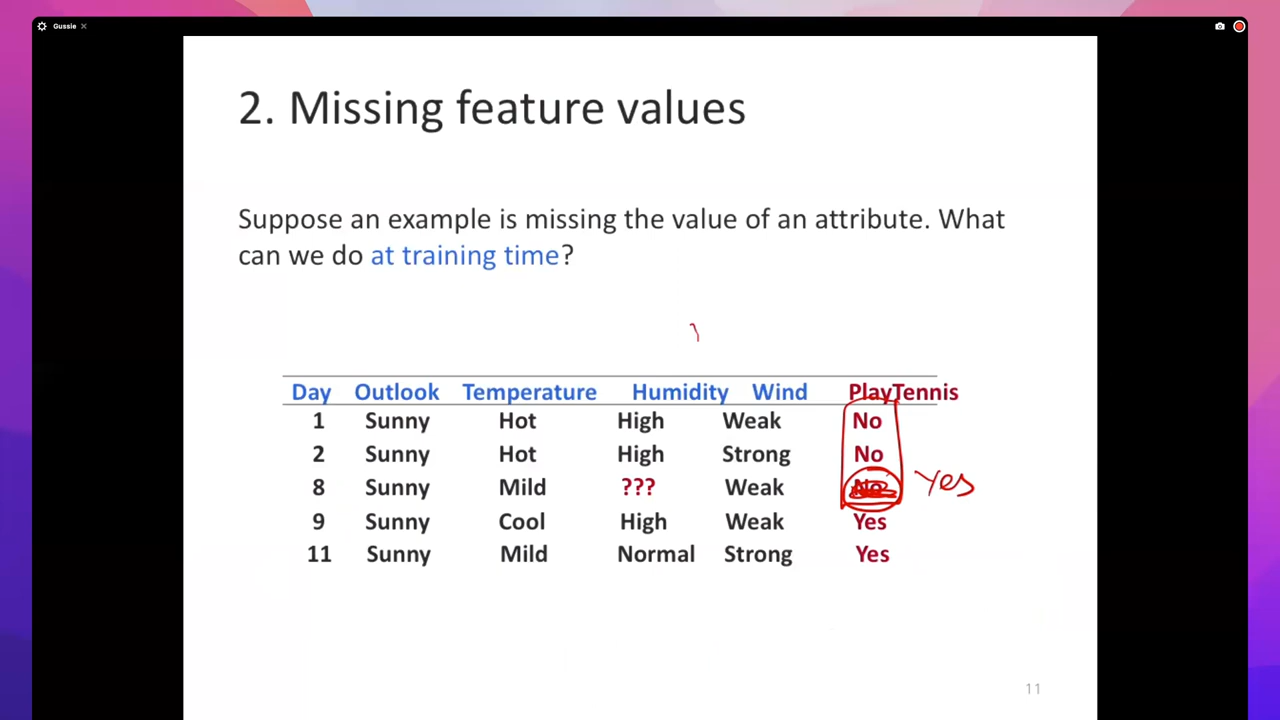 Gussie
2. Missing feature values
Suppose an example is missing the value of an attribute. What
can we do at training time?
Day Outlook Temperature Humidity Wind PlayTennis
1 Sunny Hot High Weak No
2 Sunny Hot High Strong No
8 Sunny Mild ??? Weak No Yes
9 Sunny Cool High Weak Yes
11 Sunny Mild Normal Strong Yes
11